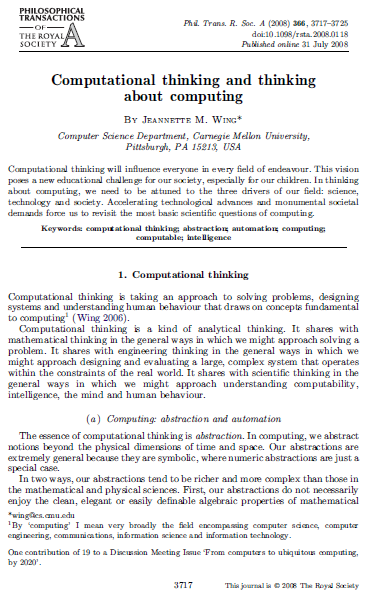 PHILOSOPHICAL
TRANSACTIONS
OF
THE ROYAL
SOCIETY
A
Phil. Trans. R. Soc. A (2008) 366, 3717–3725
doi:10.1098/rsta.2008.0118
Published online 31 July 2008
Computational thinking and thinking
about computing
BY JEANNETTE M. WING*
Computer Science Department, Carnegie Mellon University,
Pittsburgh, PA 15213, USA
Computational thinking will influence everyone in every field of endeavour. This vision
poses a new educational challenge for our society, especially for our children. In thinking
about computing, we need to be attuned to the three drivers of our field: science,
technology and society. Accelerating technological advances and monumental societal
demands force us to revisit the most basic scientific questions of computing.
Keywords: computational thinking; abstraction; automation; computing;
computable; intelligence
1. Computational thinking
Computational thinking is taking an approach to solving problems, designing
systems and understanding human behaviour that draws on concepts fundamental
to computing¹ (Wing 2006).
Computational thinking is a kind of analytical thinking. It shares with
mathematical thinking in the general ways in which we might approach solving a
problem. It shares with engineering thinking in the general ways in which we
might approach designing and evaluating a large, complex system that operates
within the constraints of the real world. It shares with scientific thinking in the
general ways in which we might approach understanding computability,
intelligence, the mind and human behaviour.
(a) Computing: abstraction and automation
The essence of computational thinking is abstraction. In computing, we abstract
notions beyond the physical dimensions of time and space. Our abstractions are
extremely general because they are symbolic, where numeric abstractions are just a
special case.
In two ways, our abstractions tend to be richer and more complex than those in
the mathematical and physical sciences. First, our abstractions do not necessarily
enjoy the clean, elegant or easily definable algebraic properties of mathematical
*wing@cs.cmu.edu
¹By ‘computing’ I mean very broadly the field encompassing computer science, computer
engineering, communications, information science and information technology.
One contribution of 19 to a Discussion Meeting Issue ‘From computers to ubiquitous computing,
by 2020’.
3717
This journal is © 2008 The Royal Society